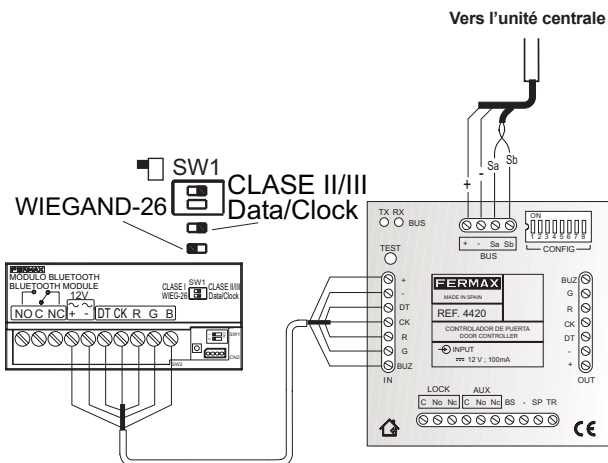 Vers l'unité centrale
SW1
CLASE II/III
Data/Clock
WIEGAND-26
+ - Sa Sb
TX RX
BUS
TEST
+ - Sa Sb
BUS
ON
1 2 3 4 5 6 7 8
CONFIG
FERMAX
MODULO BLUETOOTH
BLUETOOTH MODULE
12V
NO C NC + - DT CK R G B
CLASE I
WIEG-26
SW1
CLASE II/III
Data/Clock
SW1
CN2
SW2
+
-
DT
CK
R
G
BUZ
IN
FERMAX
MADE IN SPAIN
REF. 4420
CONTROLADOR DE PUERTA
DOOR CONTROLLER
INPUT
12 V ; 100mA
BUZ
G
R
CK
DT
-
+
OUT
LOCK
AUX
C No Nc C No Nc BS - SP TR
CE